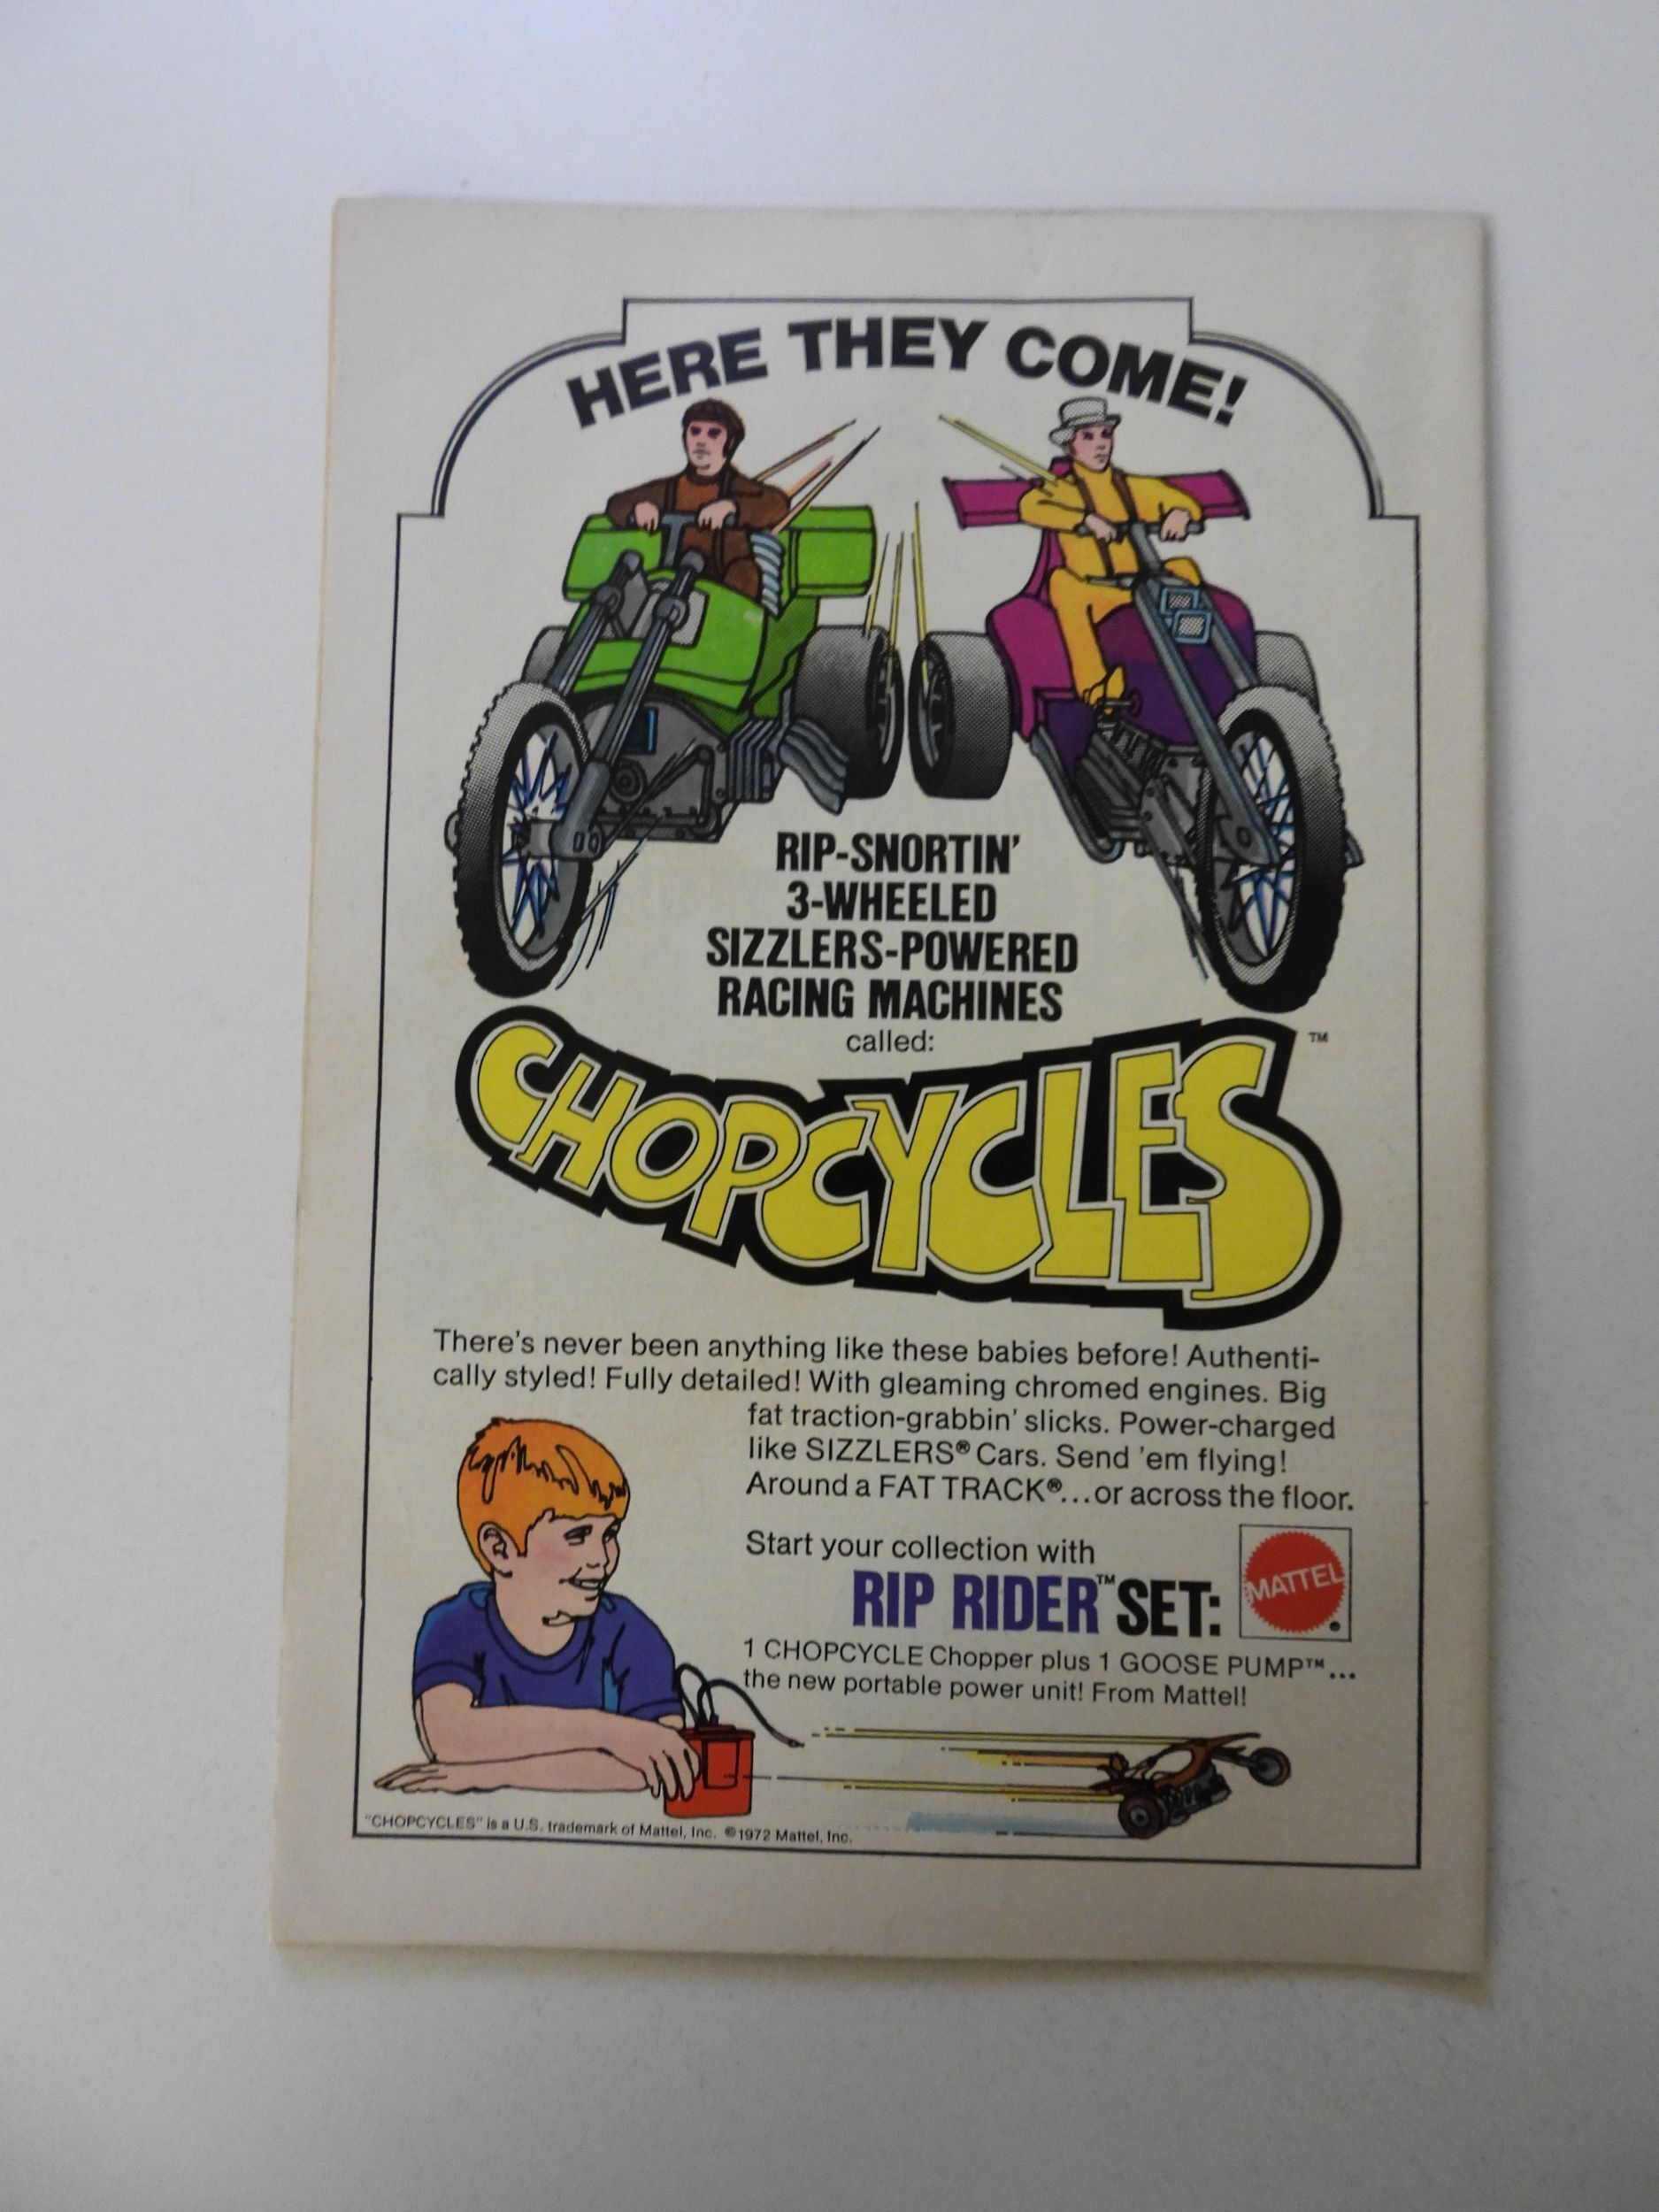 HERE THEY COME!
RIP-SNORTIN'
3-WHEELED
SIZZLERS-POWERED
RACING MACHINES
called:
CHOPCYCLES™
There's never been anything like these babies before! Authenti-
cally styled! Fully detailed! With gleaming chromed engines. Big
fat traction-grabbin' slicks. Power-charged
like SIZZLERS® Cars. Send 'em flying!
Around a FAT TRACK®...or across the floor.
Start your collection with
RIP RIDER™ SET:
MATTEL®
1 CHOPCYCLE Chopper plus 1 GOOSE PUMP™...
the new portable power unit! From Mattel!
"CHOPCYCLES" is a U.S. trademark of Mattel, Inc. ©1972 Mattel, Inc.